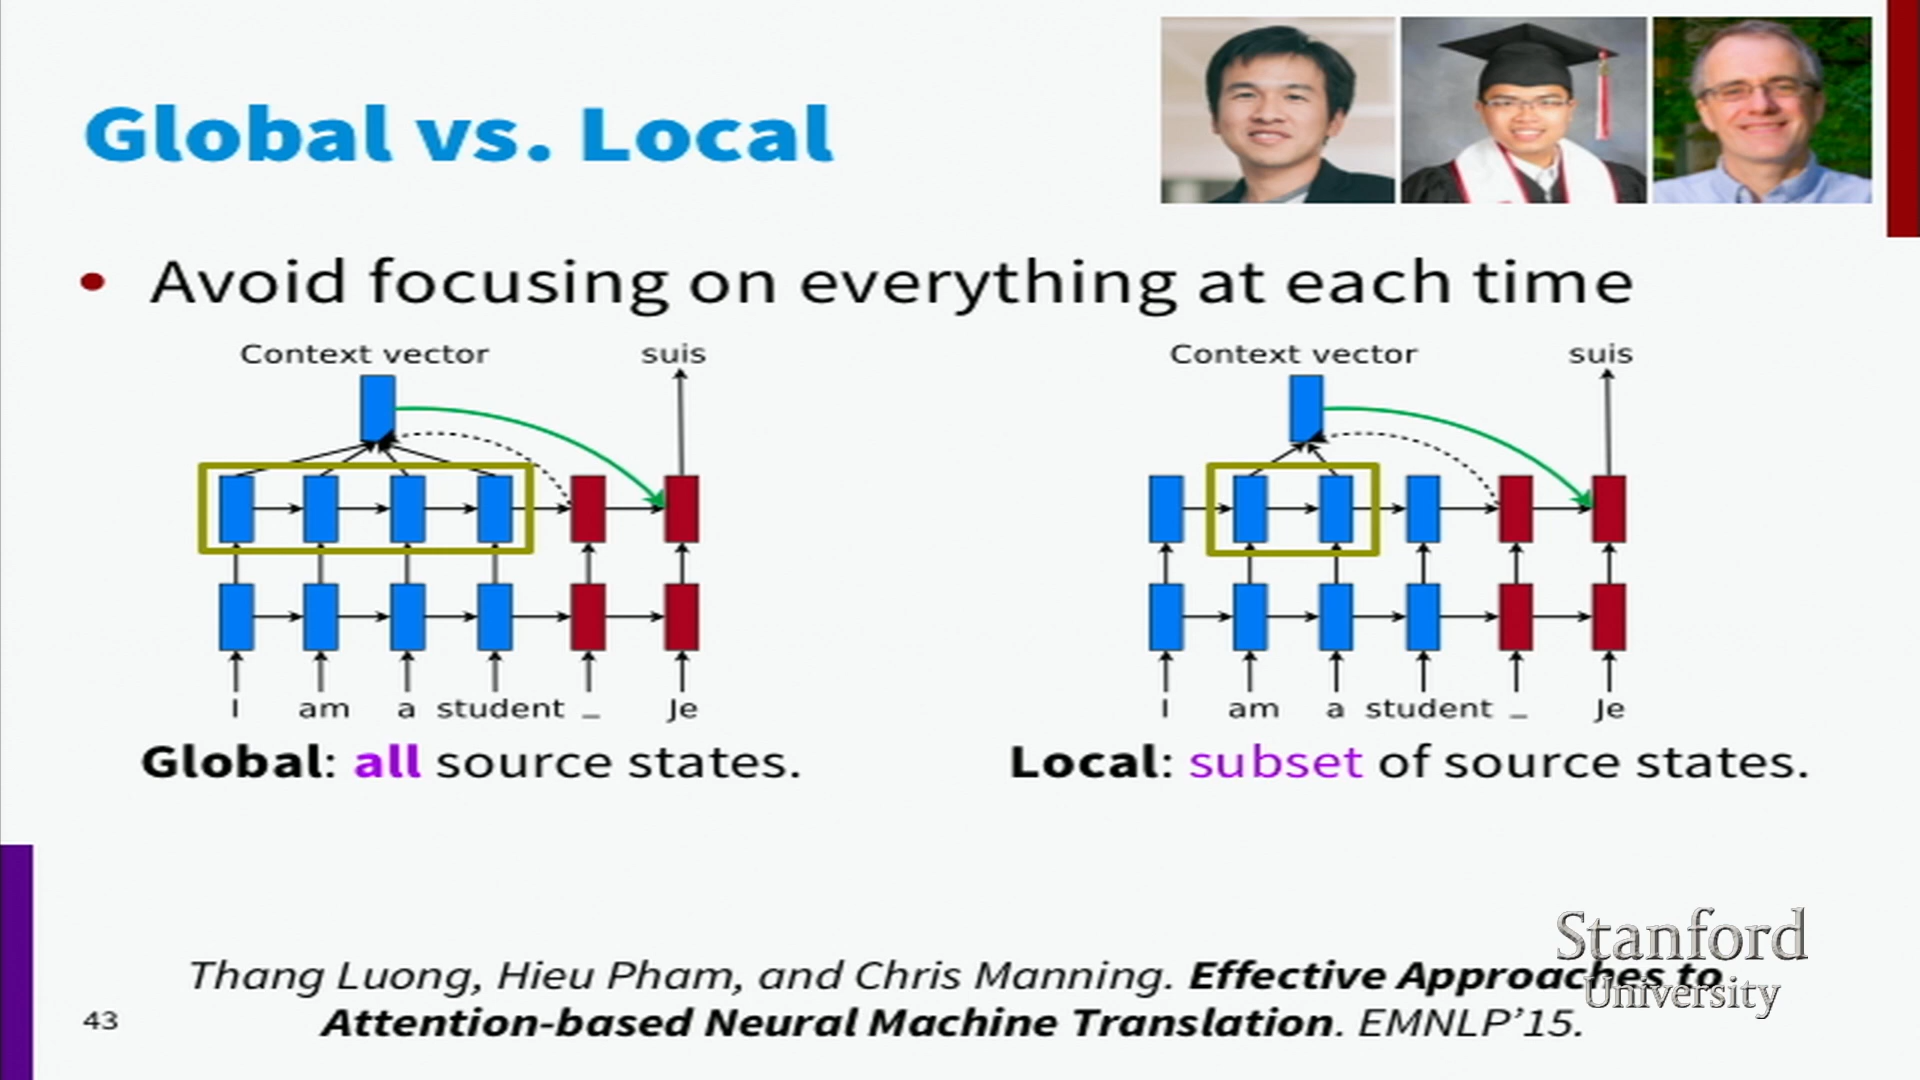 Global vs. Local
• Avoid focusing on everything at each time
Context vector suis
I am a student _ Je
Global: all source states.
Context vector suis
I am a student _ Je
Local: subset of source states.
Thang Luong, Hieu Pham, and Chris Manning. Effective Approaches to
Attention-based Neural Machine Translation. EMNLP'15.
43
Stanford
University